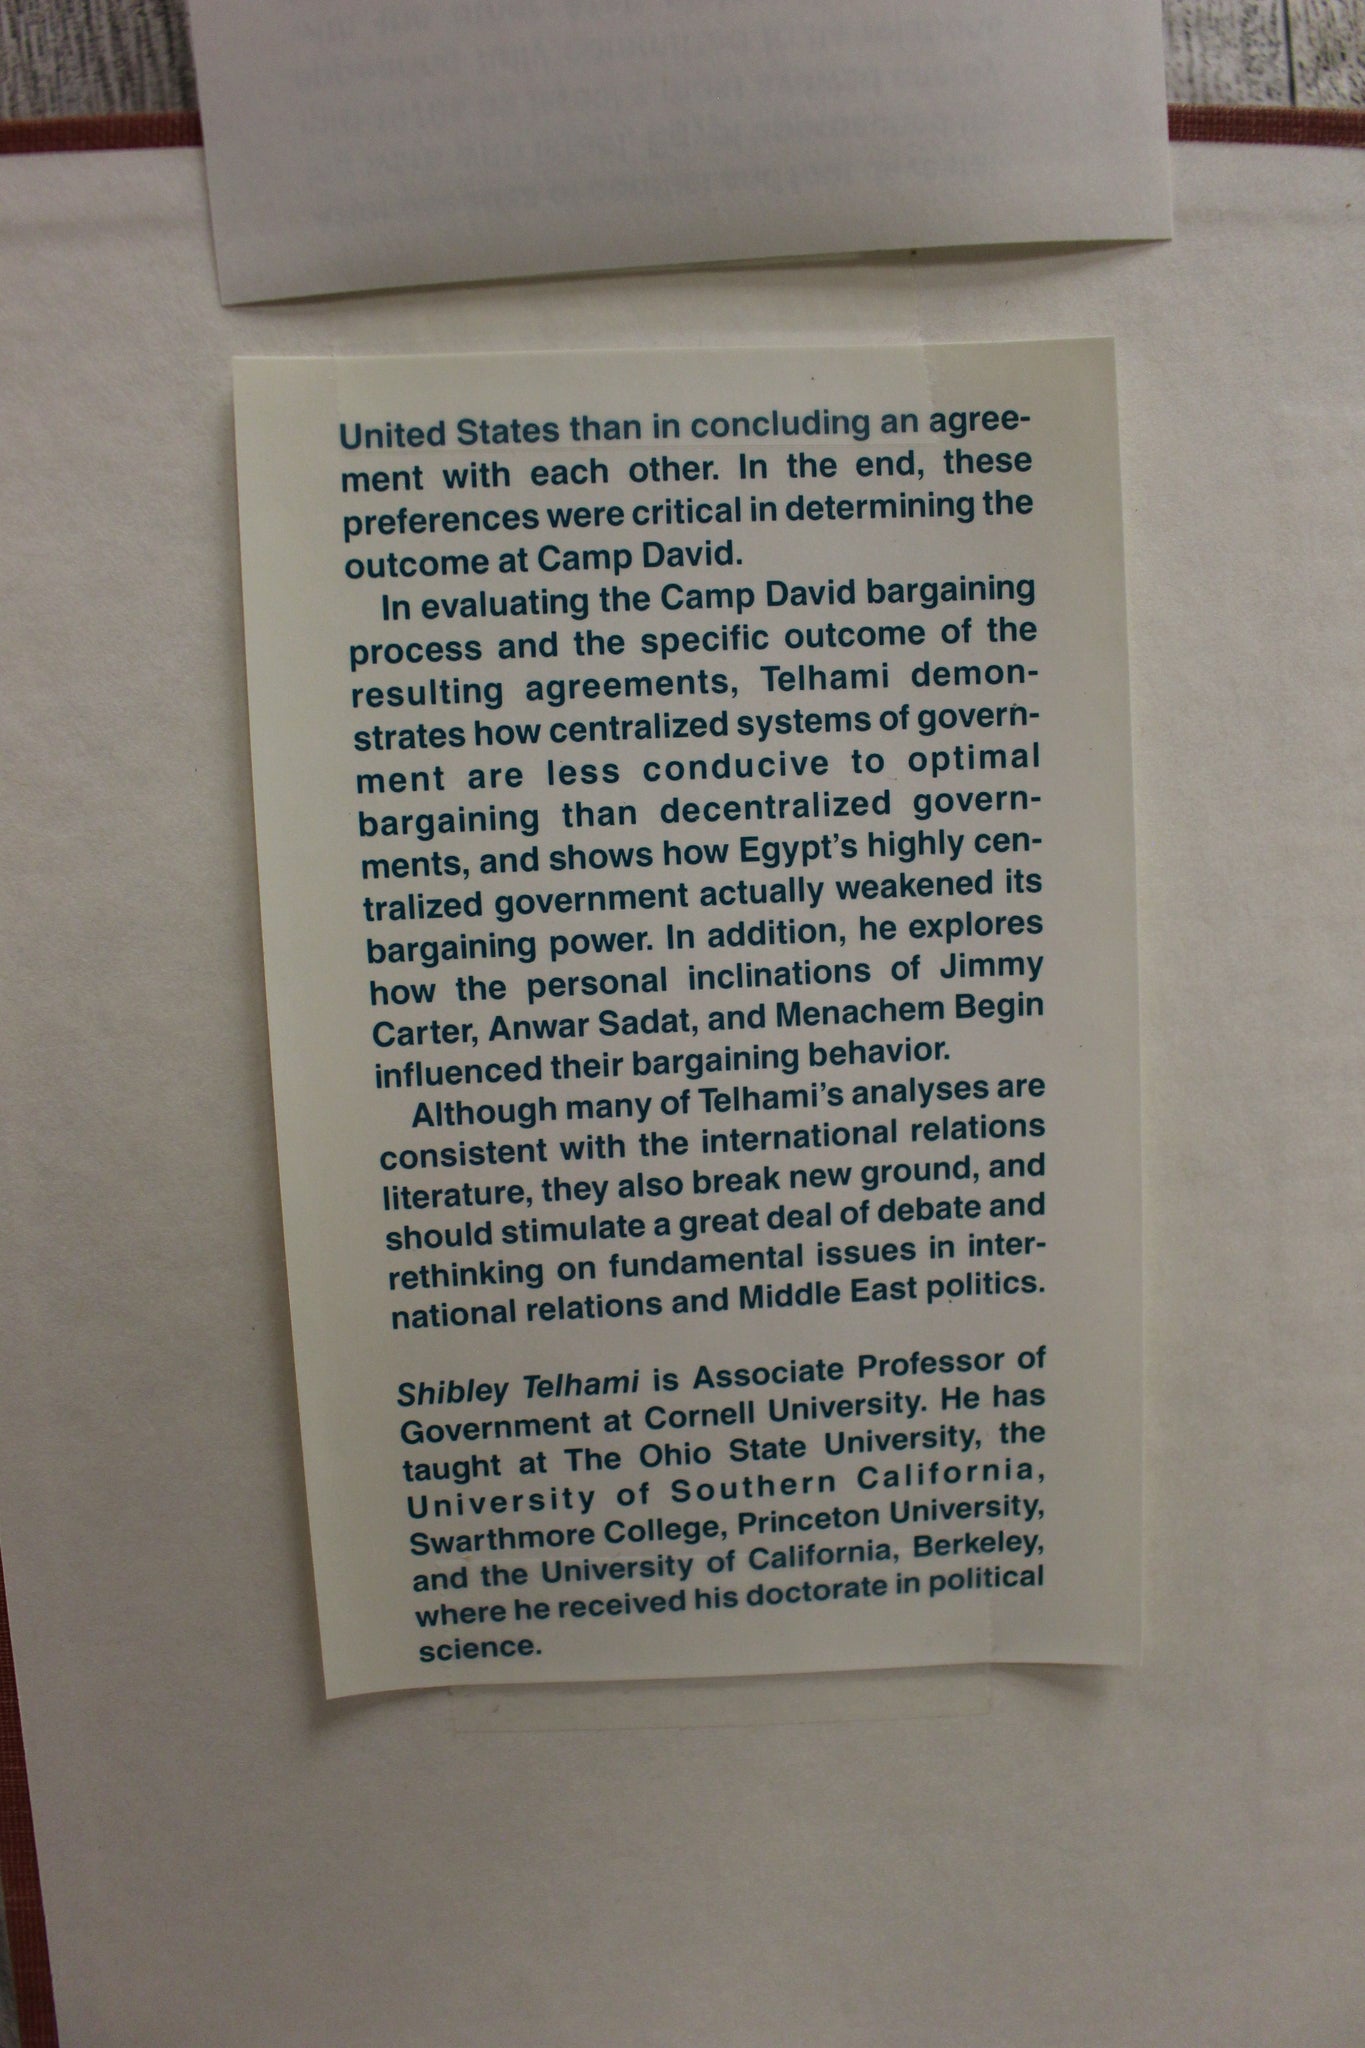 United States than in concluding an agree-
ment with each other. In the end, these
preferences were critical in determining the
outcome at Camp David.
In evaluating the Camp David bargaining
process and the specific outcome of the
resulting agreements, Telhami demon-
strates how centralized systems of govern-
ment are less conducive to optimal
bargaining than decentralized govern-
ments, and shows how Egypt's highly cen-
tralized government actually weakened its
bargaining power. In addition, he explores
how the personal inclinations of Jimmy
Carter, Anwar Sadat, and Menachem Begin
influenced their bargaining behavior.
Although many of Telhami's analyses are
consistent with the international relations
literature, they also break new ground, and
should stimulate a great deal of debate and
rethinking on fundamental issues in inter-
national relations and Middle East politics.
Shibley Telhami is Associate Professor of
Government at Cornell University. He has
taught at The Ohio State University, the
University of Southern California,
Swarthmore College, Princeton University,
and the University of California, Berkeley,
where he received his doctorate in political
science.